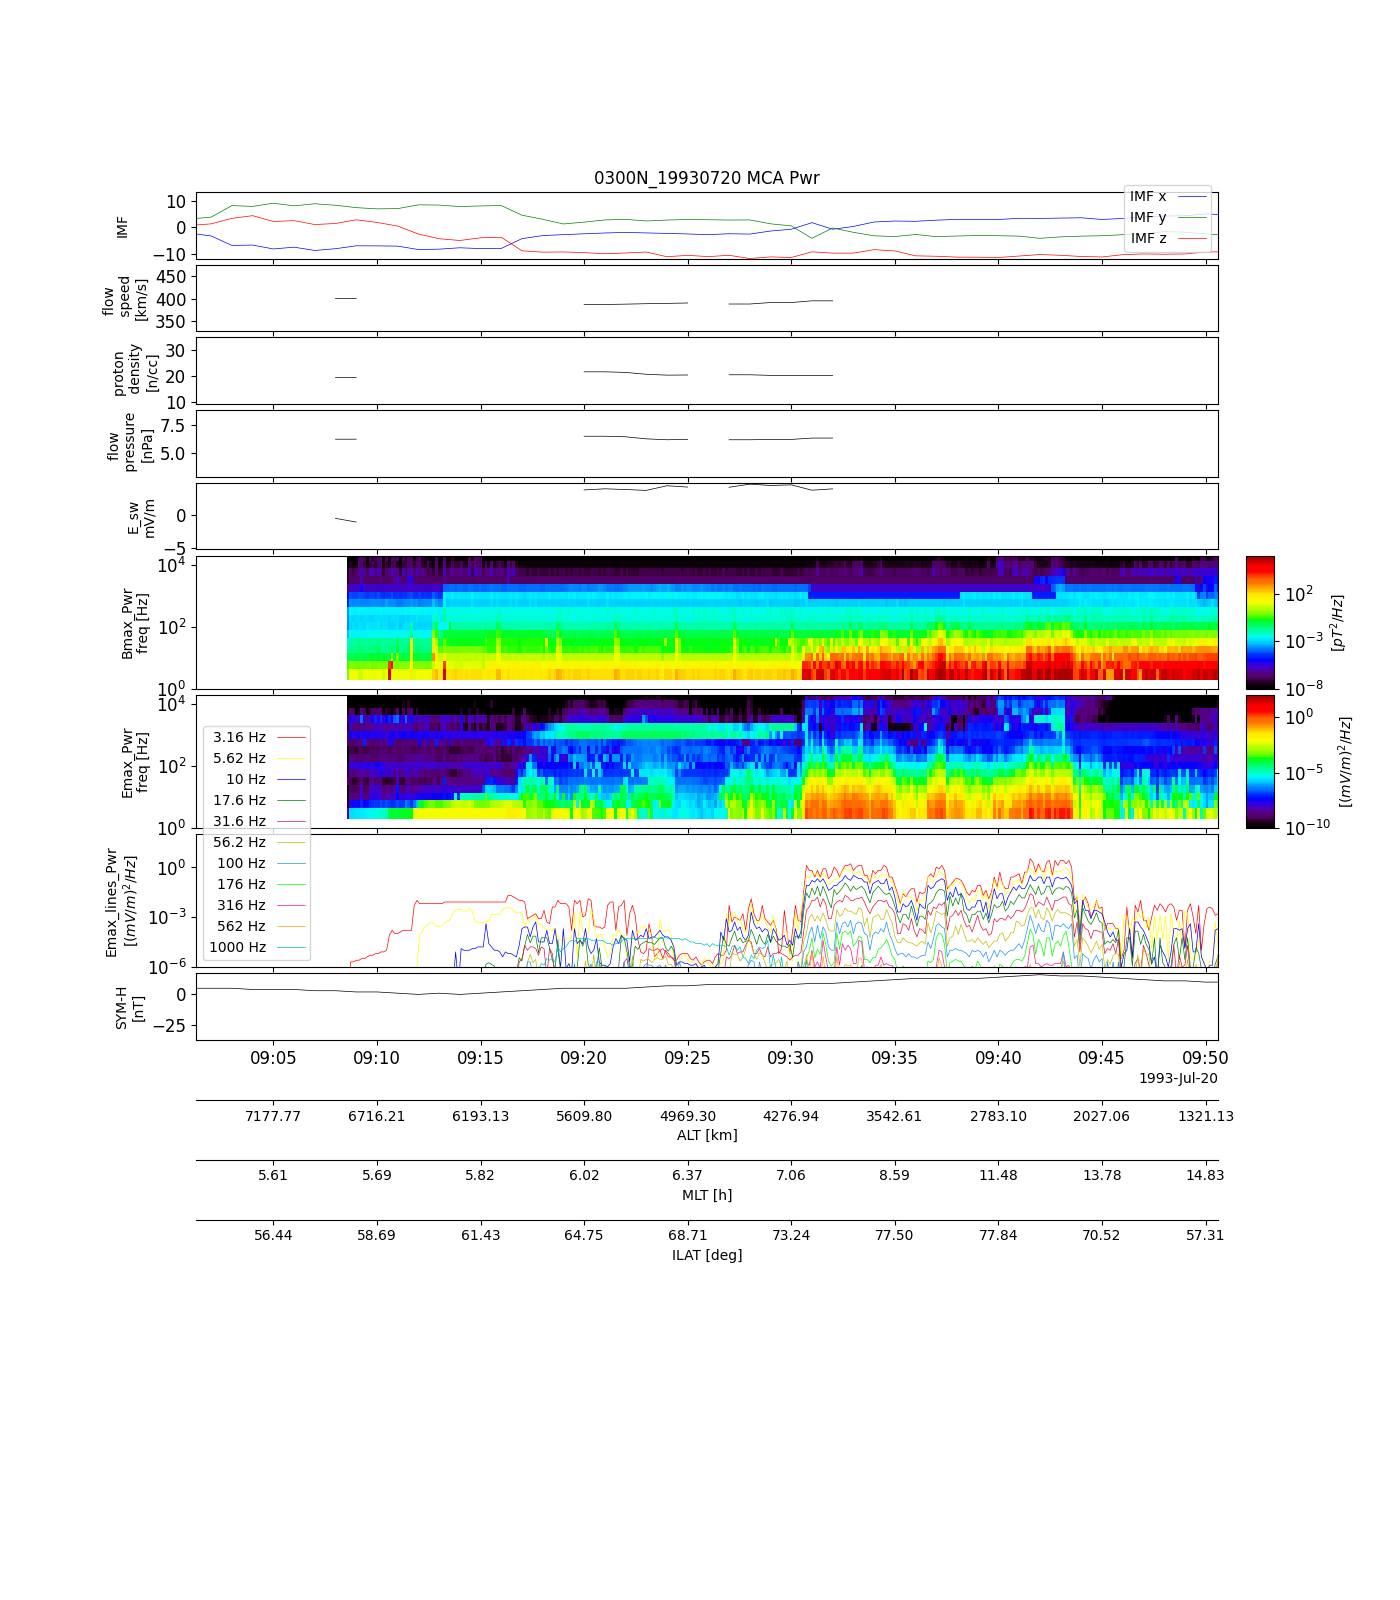 0300N_19930720 MCA Pwr
10
0
−10
IMF
IMF x
IMF y
IMF z
450
400
350
flow
speed
[km/s]
30
20
10
proton
density
[n/cc]
7.5
5.0
flow
pressure
[nPa]
0
−5
E_sw
mV/m
10^4
10^2
10^0
Bmax_Pwr
freq [Hz]
10^2
10^−3
10^−8
[pT^2/Hz]
10^4
10^2
10^0
Emax_Pwr
freq [Hz]
10^0
10^−5
10^−10
[(mV/m)^2/Hz]
3.16 Hz
5.62 Hz
10 Hz
17.6 Hz
31.6 Hz
56.2 Hz
100 Hz
176 Hz
316 Hz
562 Hz
1000 Hz
10^0
10^−3
10^−6
Emax_lines_Pwr
[(mV/m)^2/Hz]
0
−25
SYM-H
[nT]
09:05 09:10 09:15 09:20 09:25 09:30 09:35 09:40 09:45 09:50
1993-Jul-20
7177.77 6716.21 6193.13 5609.80 4969.30 4276.94 3542.61 2783.10 2027.06 1321.13
ALT [km]
5.61 5.69 5.82 6.02 6.37 7.06 8.59 11.48 13.78 14.83
MLT [h]
56.44 58.69 61.43 64.75 68.71 73.24 77.50 77.84 70.52 57.31
ILAT [deg]